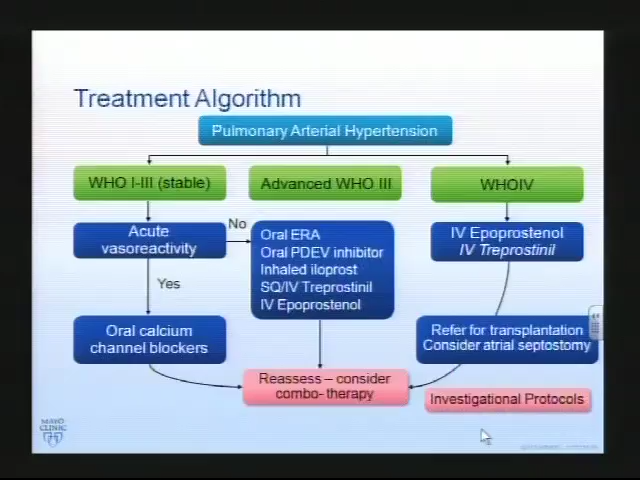 Treatment Algorithm
Pulmonary Arterial Hypertension
WHO I-III (stable)
Advanced WHO III
WHOIV
Acute
vasoreactivity
No
Oral ERA
Oral PDEV inhibitor
Inhaled iloprost
SQ/IV Treprostinil
IV Epoprostenol
IV Epoprostenol
IV Treprostinil
Yes
Oral calcium
channel blockers
Refer for transplantation
Consider atrial septostomy
Reassess – consider
combo- therapy
Investigational Protocols
MAYO
CLINIC